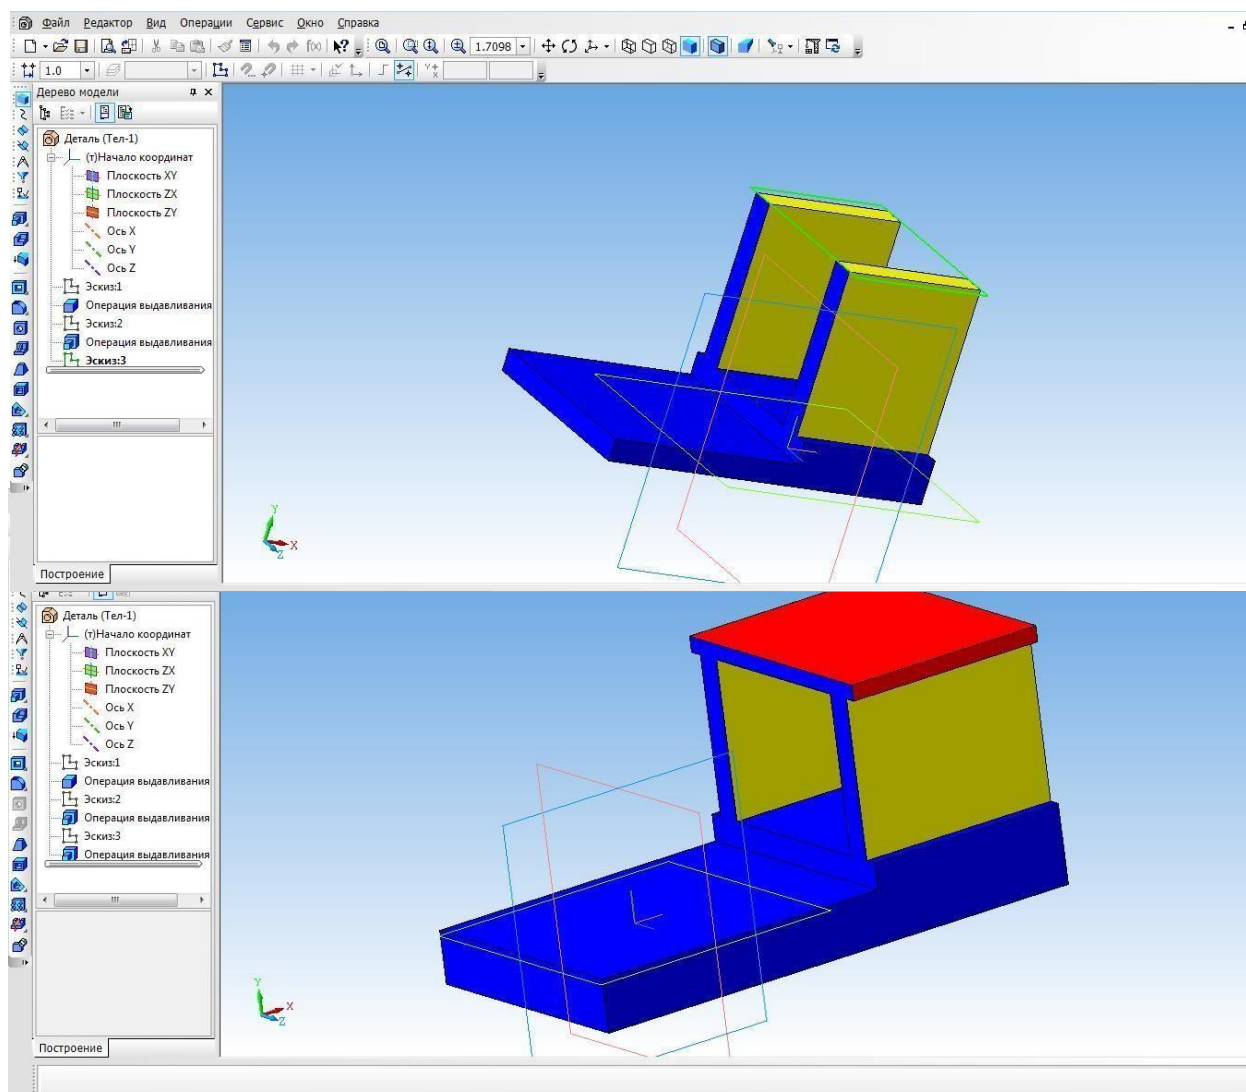 Файл Редактор Вид Операции Сервис Окно Справка
1.7098
1.0
Дерево модели
Деталь (Тел-1)
(т)Начало координат
Плоскость XY
Плоскость ZX
Плоскость ZY
Ось X
Ось Y
Ось Z
Эскиз:1
Операция выдавливания
Эскиз:2
Операция выдавливания
Эскиз:3
Построение
Y
X
Z
Деталь (Тел-1)
(т)Начало координат
Плоскость XY
Плоскость ZX
Плоскость ZY
Ось X
Ось Y
Ось Z
Эскиз:1
Операция выдавливания
Эскиз:2
Операция выдавливания
Эскиз:3
Операция выдавливания
Построение
Y
X
Z